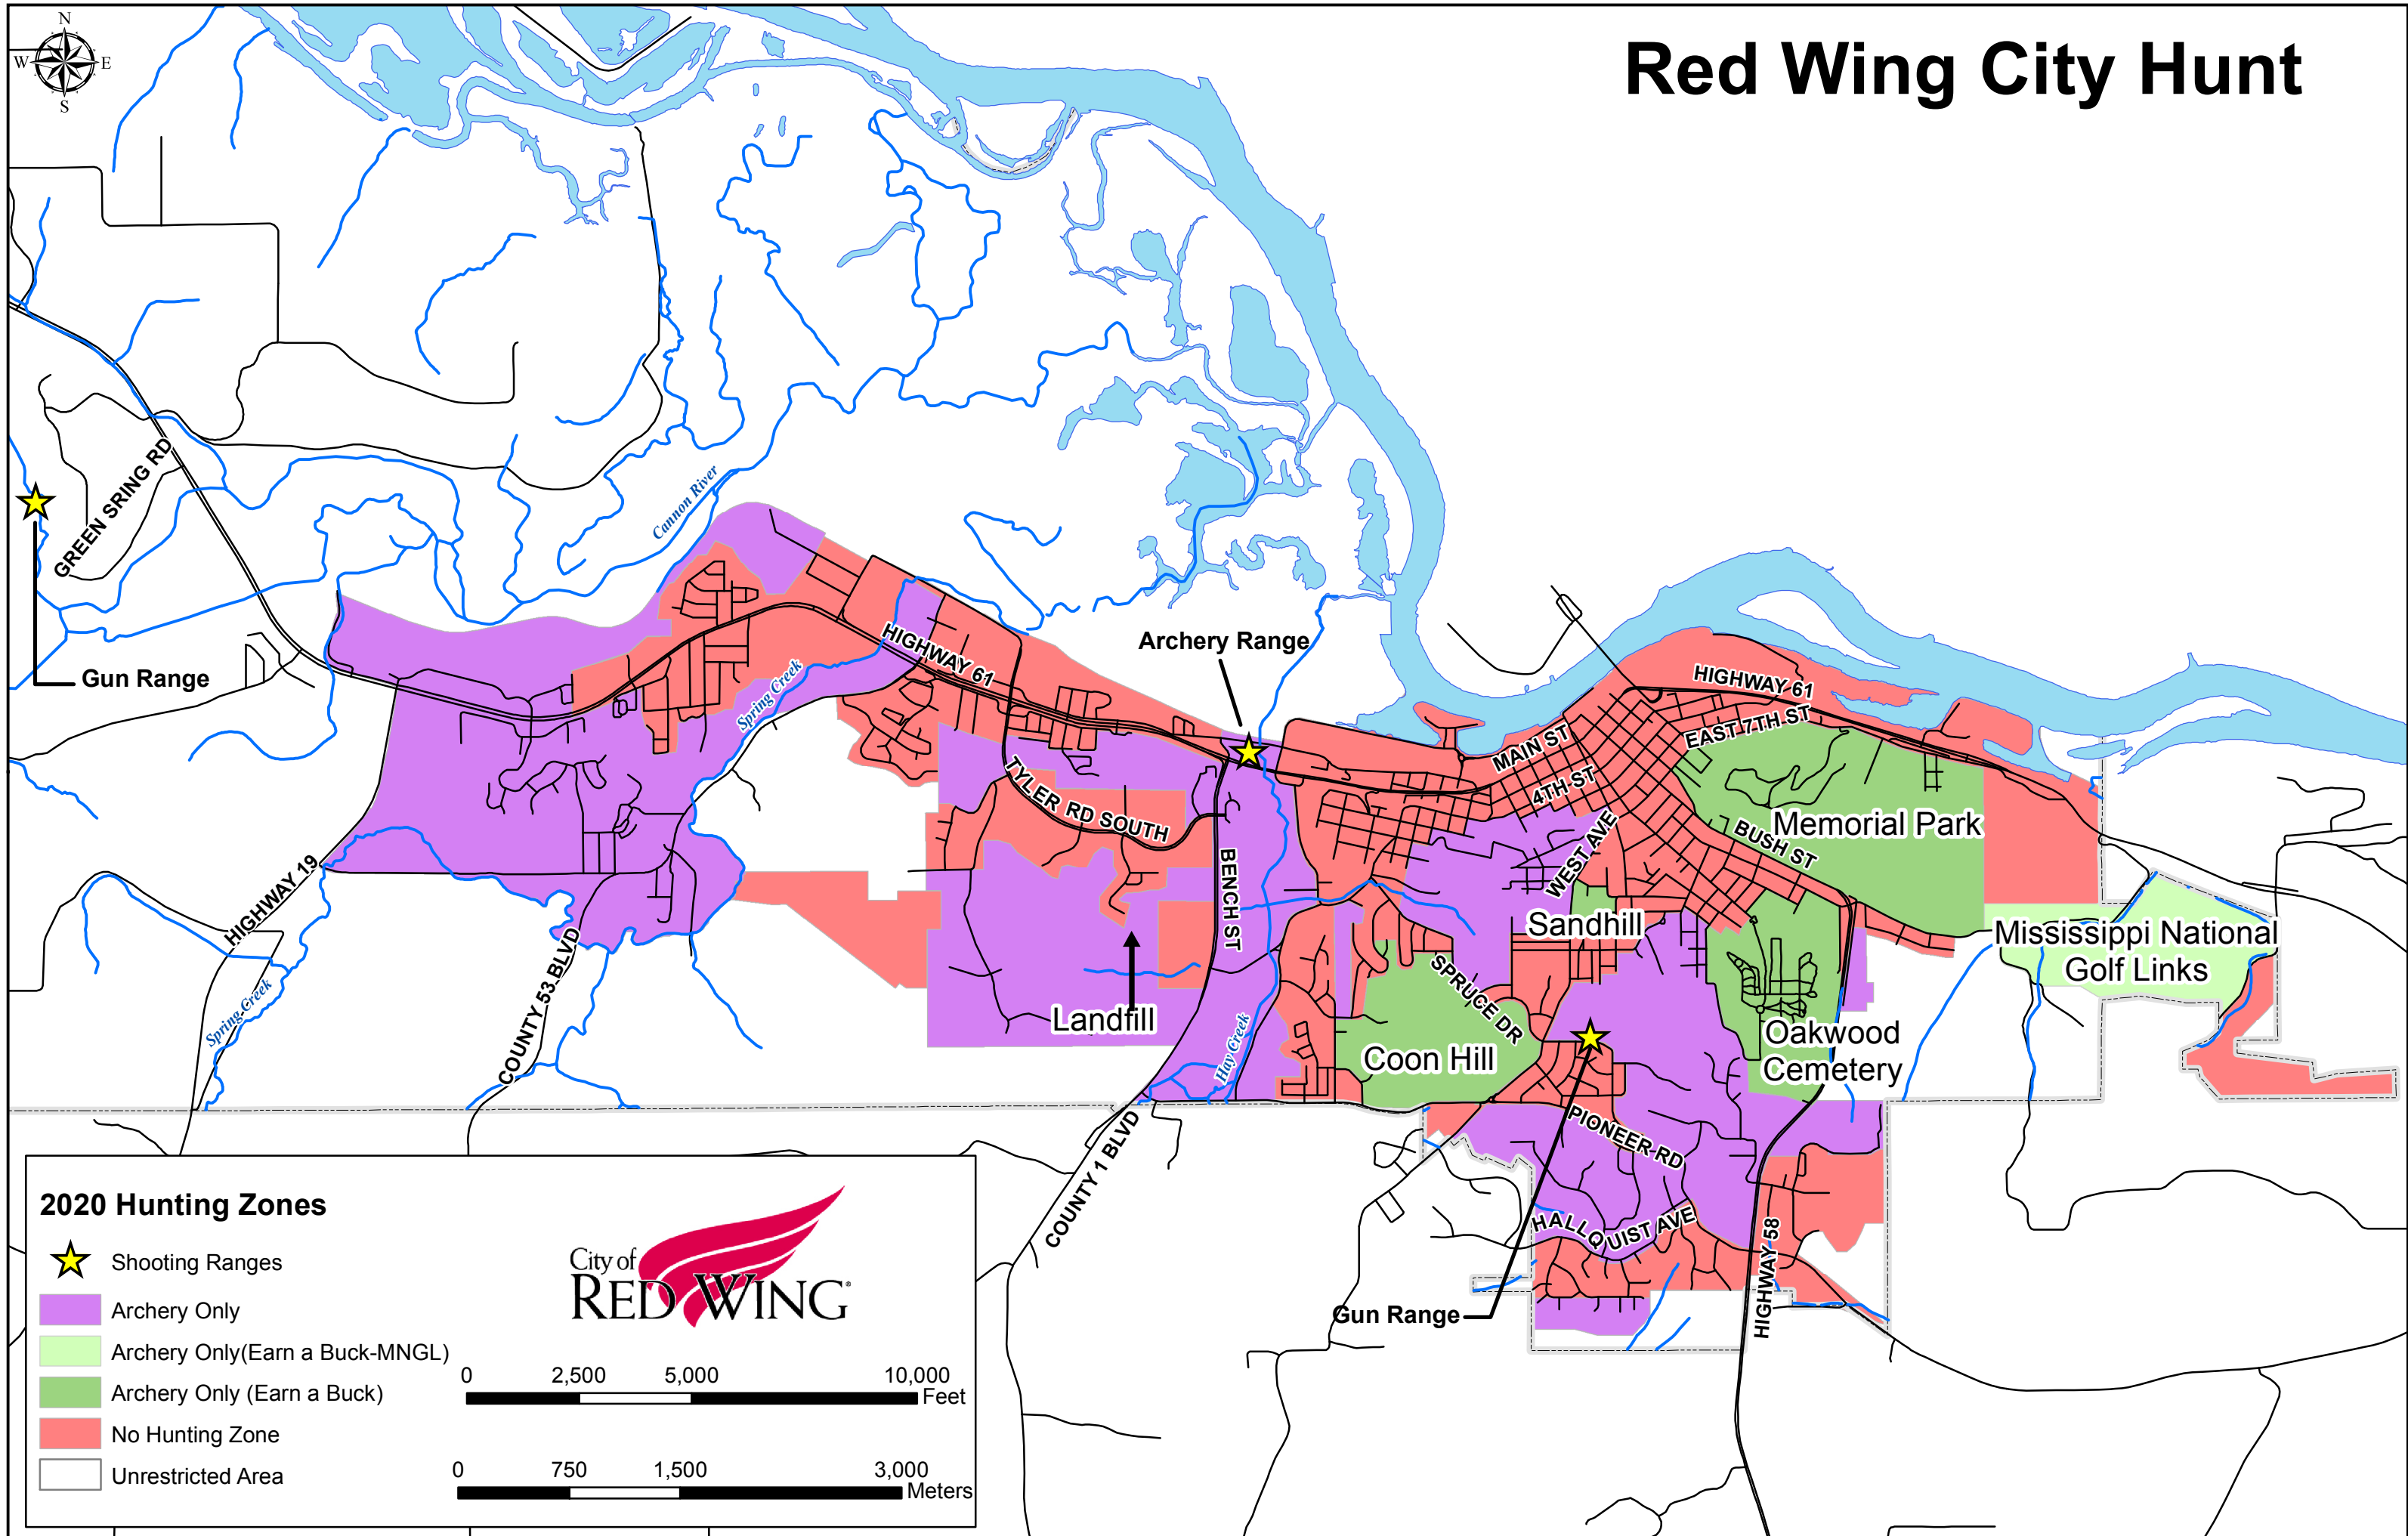 N
W
E
S
Red Wing City Hunt
GREEN SRING RD
Cannon River
Gun Range
Archery Range
HIGHWAY 61
Spring Creek
HIGHWAY 61
EAST 7TH ST
MAIN ST
4TH ST
TYLER RD SOUTH
Memorial Park
BUSH ST
WEST AVE
HIGHWAY 19
BENCH ST
Sandhill
Mississippi National
Golf Links
COUNTY 53 BLVD
SPRUCE DR
Spring Creek
Landfill
Hay Creek
Coon Hill
Oakwood
Cemetery
PIONEER RD
COUNTY 1 BLVD
HALLQUIST AVE
HIGHWAY 58
Gun Range
2020 Hunting Zones
Shooting Ranges
Archery Only
Archery Only(Earn a Buck-MNGL)
Archery Only (Earn a Buck)
No Hunting Zone
Unrestricted Area
City of
RED WING®
0 2,500 5,000 10,000
Feet
0 750 1,500 3,000
Meters